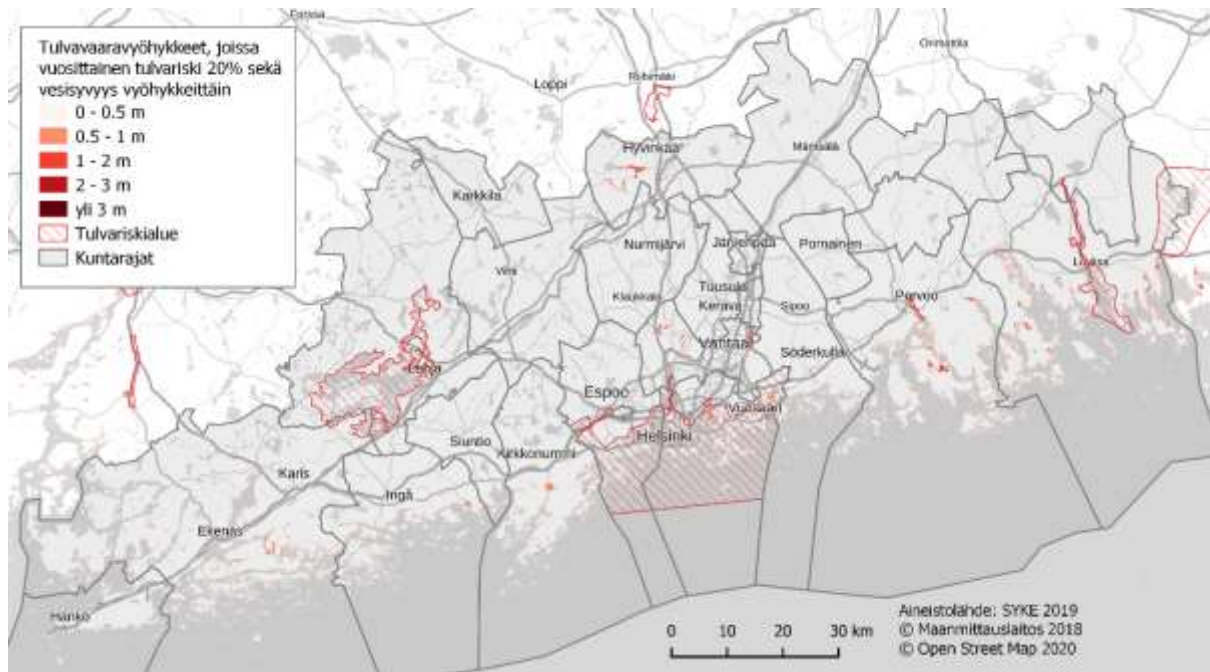 Forssa
Tulvavaaravyöhykkeet, joissa
vuosittainen tulvariski 20% sekä
vesisyvyys vyöhykkeittäin
0 - 0.5 m
0.5 - 1 m
1 - 2 m
2 - 3 m
yli 3 m
Tulvariskialue
Kuntarajat
Orimattila
Loppi
Riihimäki
Hyvinkää
Mäntsälä
Karkkila
Nurmijärvi
Järvenpää
Pornainen
Vihti
Loviisa
Klaukkala
Tuusula
Kerava
Sipoo
Porvoo
Vantaa
Söderkulla
Lohja
Espoo
Vuosaari
Helsinki
Siuntio
Kirkkonummi
Karis
Ingå
Ekenäs
Hanko
0 10 20 30 km
Aineistolähde: SYKE 2019
© Maanmittauslaitos 2018
© Open Street Map 2020